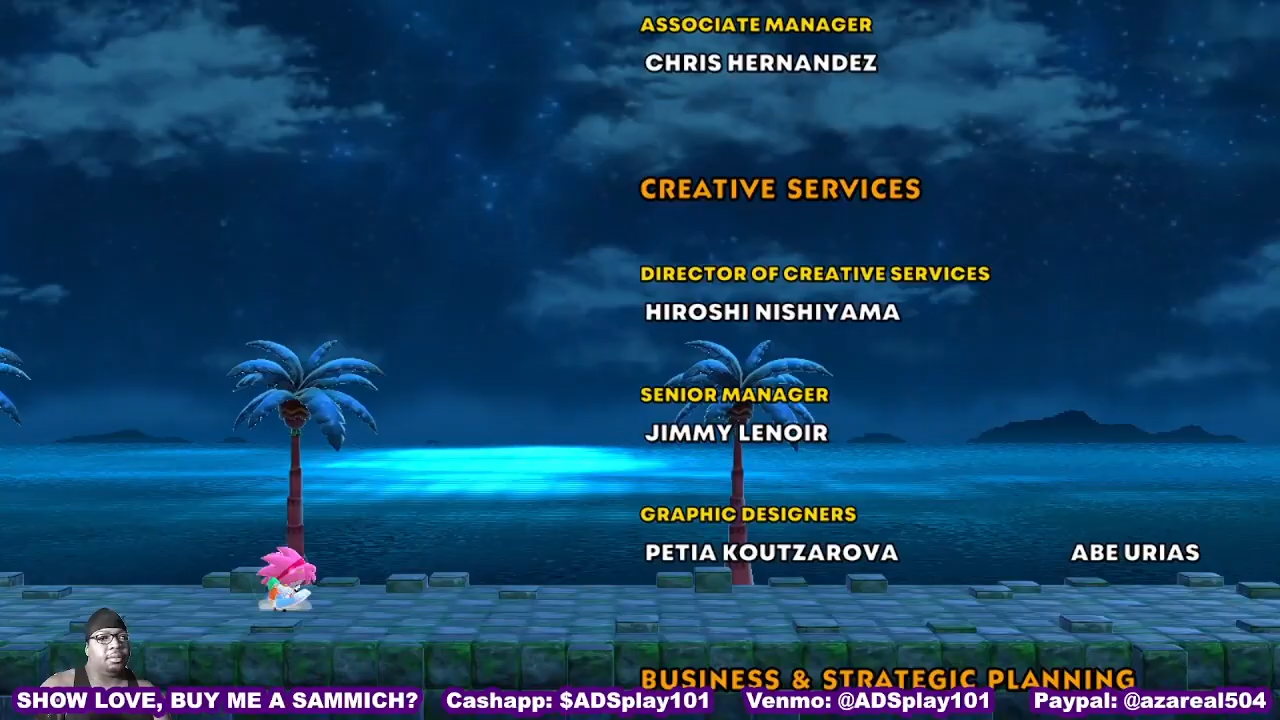 ASSOCIATE MANAGER
CHRIS HERNANDEZ
CREATIVE SERVICES
DIRECTOR OF CREATIVE SERVICES
HIROSHI NISHIYAMA
SENIOR MANAGER
JIMMY LENOIR
GRAPHIC DESIGNERS
PETIA KOUTZAROVA ABE URIAS
BUSINESS & STRATEGIC PLANNING
SHOW LOVE, BUY ME A SAMMICH? Cashapp: $ADSplay101 Venmo: @ADSplay101 Paypal: @azareal504